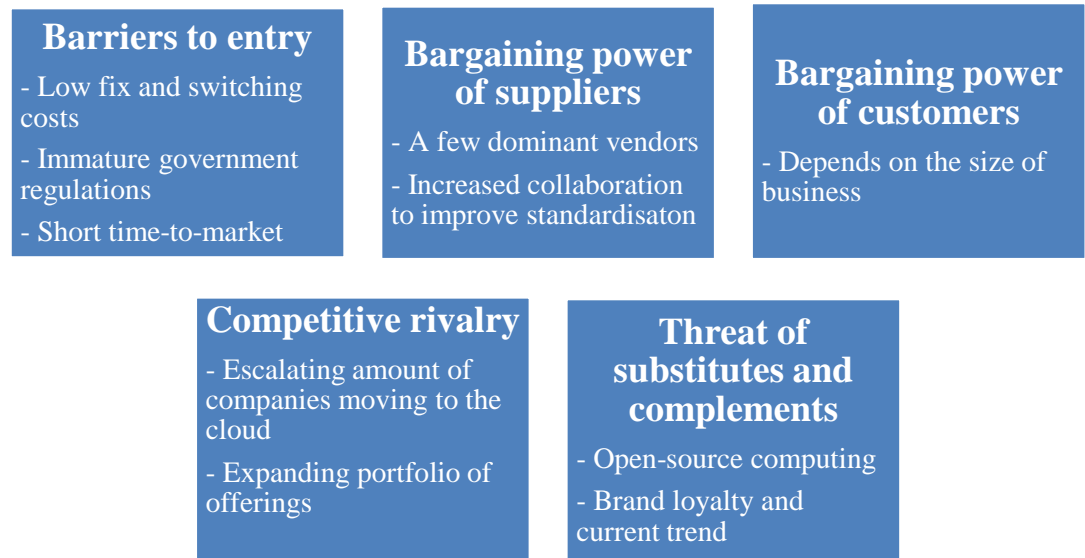 Barriers to entry
- Low fix and switching
costs
- Immature government
regulations
- Short time-to-market
Bargaining power
of suppliers
- A few dominant vendors
- Increased collaboration
to improve standardisaton
Bargaining power
of customers
- Depends on the size of
business
Competitive rivalry
- Escalating amount of
companies moving to the
cloud
- Expanding portfolio of
offerings
Threat of
substitutes and
complements
- Open-source computing
- Brand loyalty and
current trend